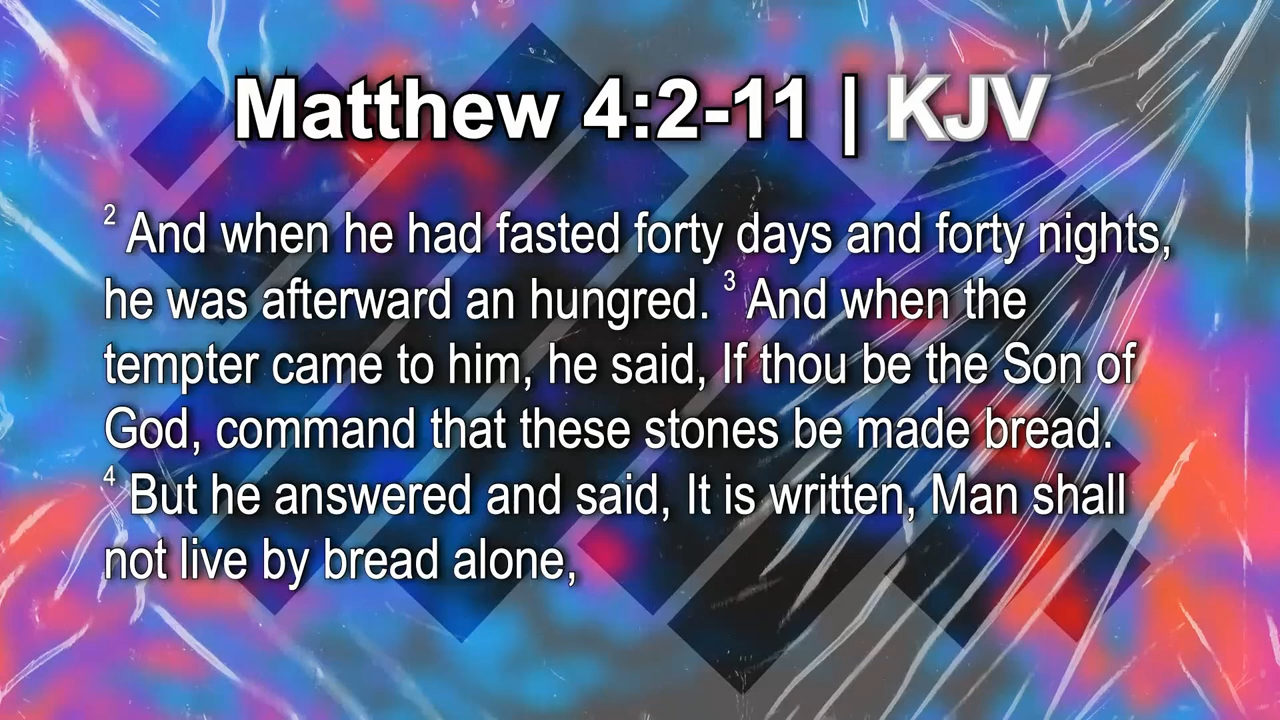 Matthew 4:2-11 | KJV
2 And when he had fasted forty days and forty nights,
he was afterward an hungred. 3 And when the
tempter came to him, he said, If thou be the Son of
God, command that these stones be made bread.
4 But he answered and said, It is written, Man shall
not live by bread alone,